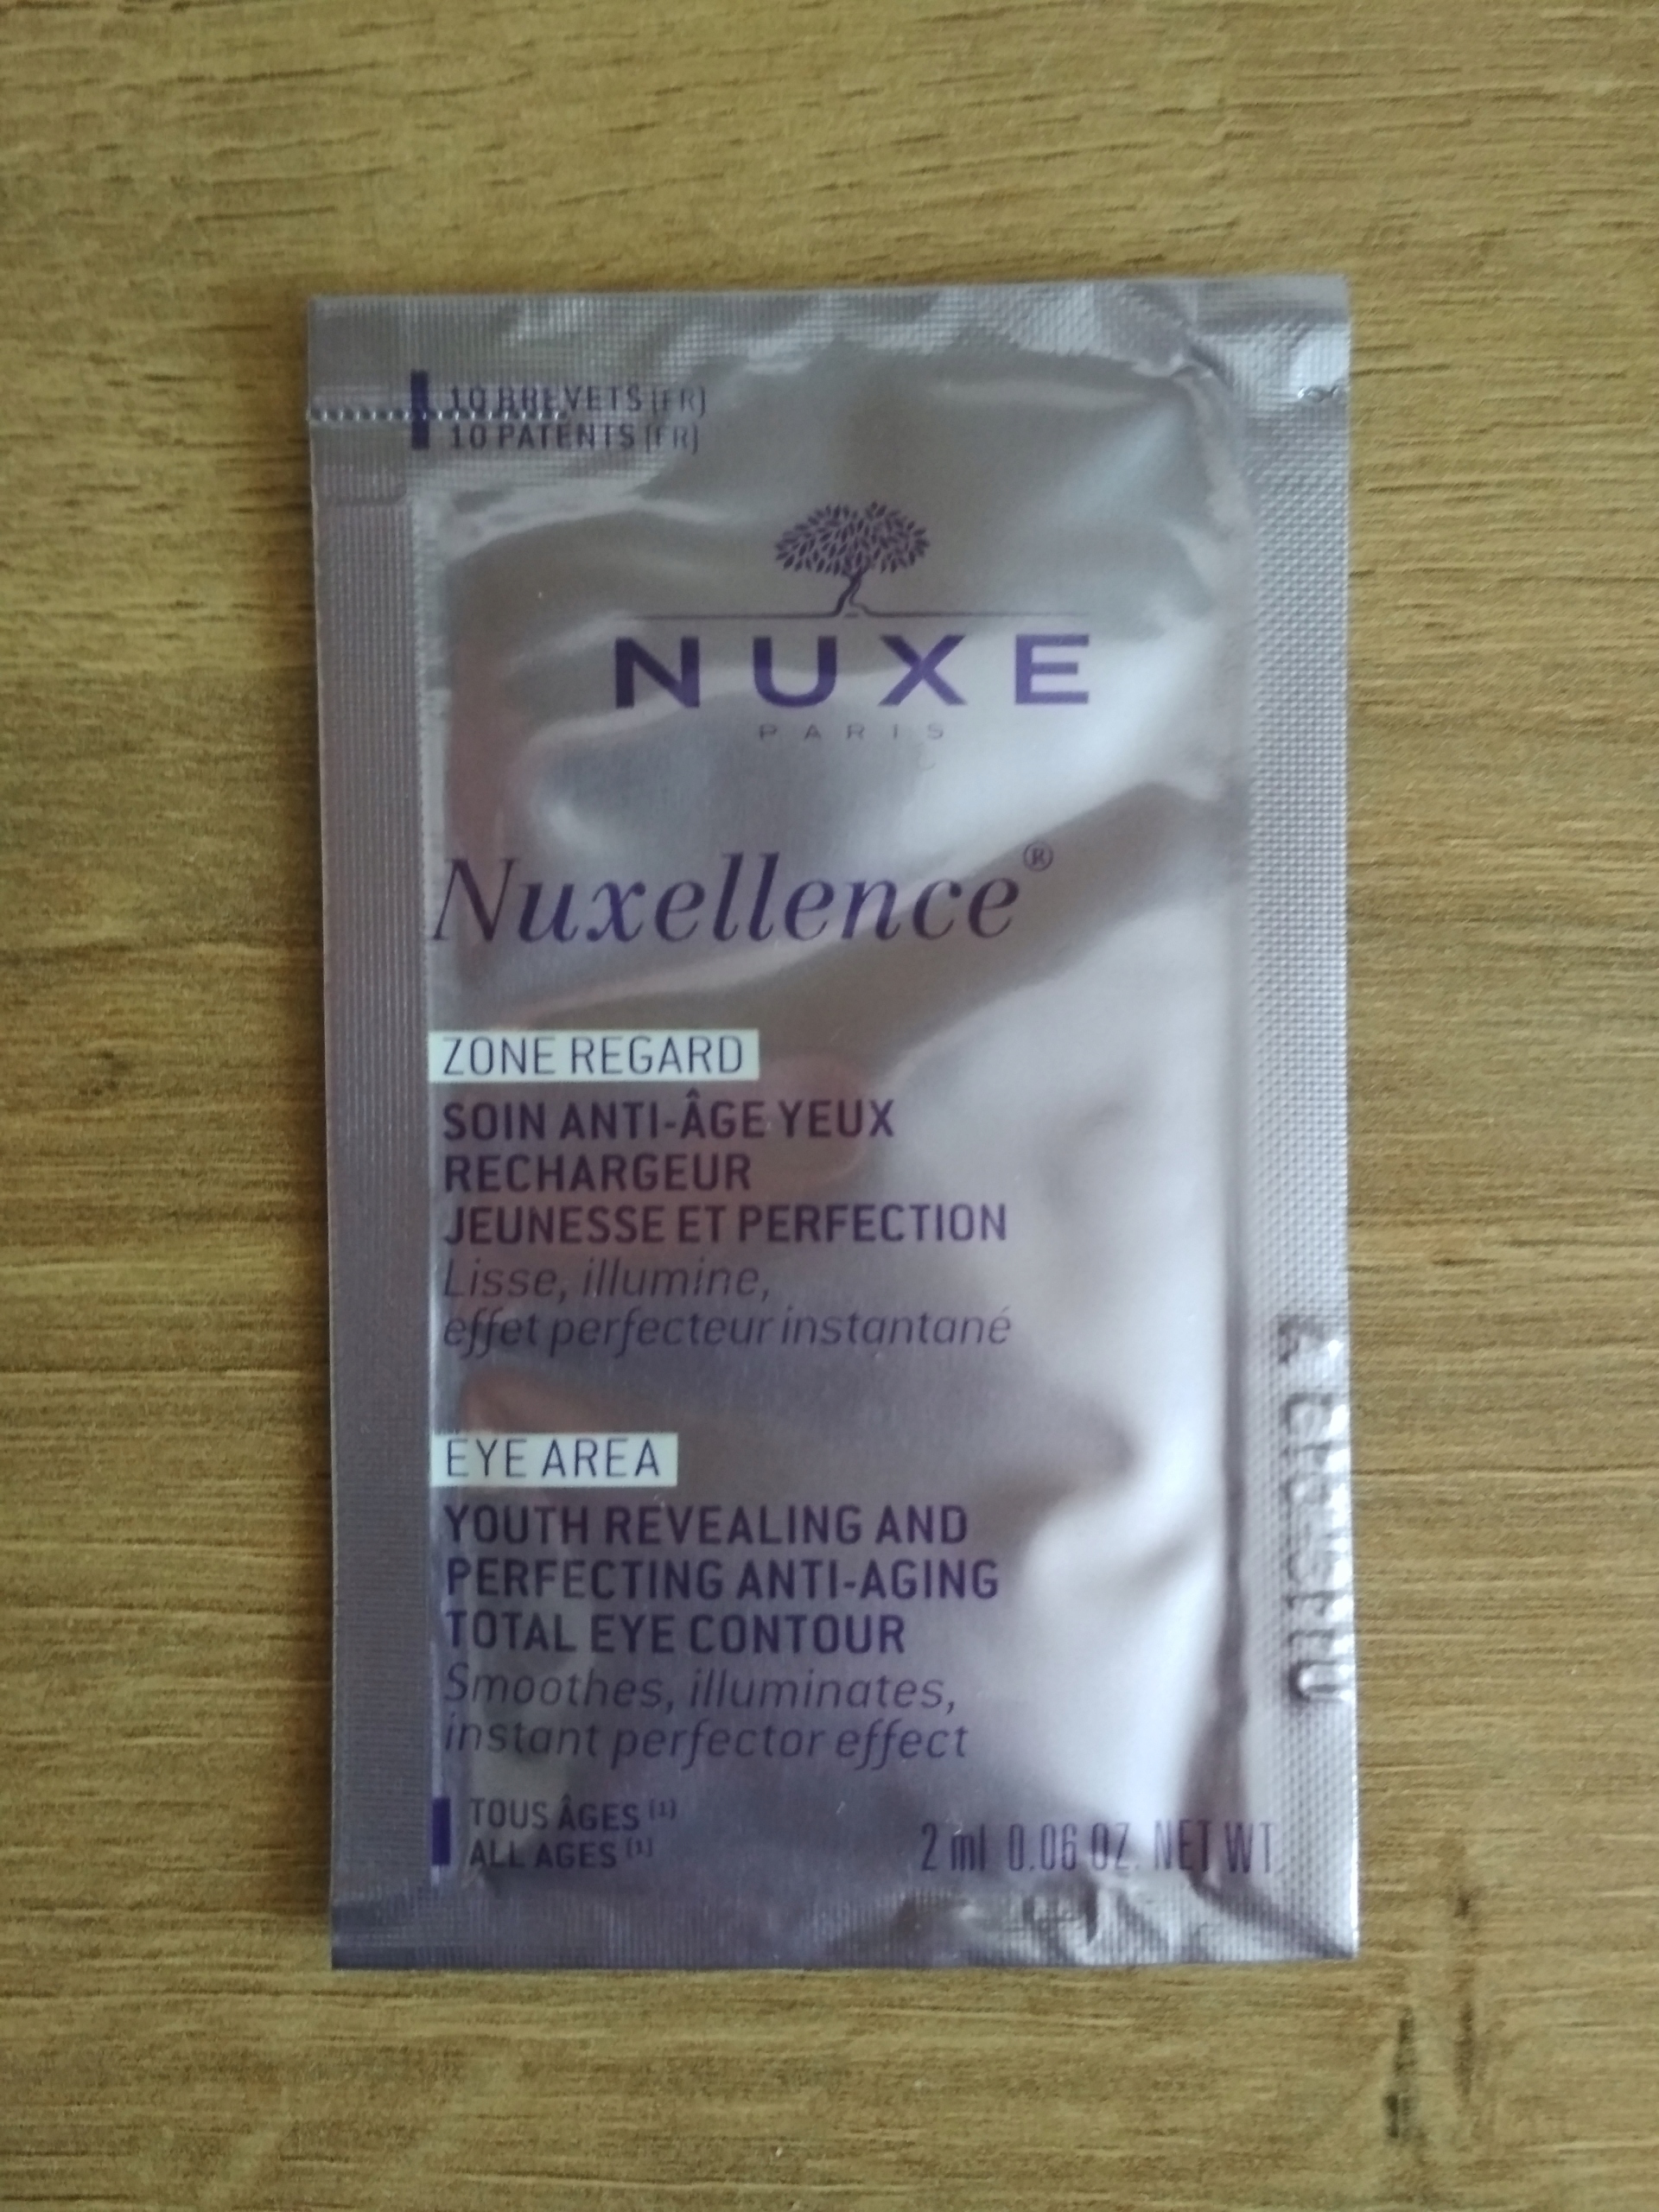 10 BREVETS (FR)
10 PATENTS (FR)
NUXE
PARIS
Nuxellence®
ZONE REGARD
SOIN ANTI-ÂGE YEUX
RECHARGEUR
JEUNESSE ET PERFECTION
Lisse, illumine,
effet perfecteur instantané
EYE AREA
YOUTH REVEALING AND
PERFECTING ANTI-AGING
TOTAL EYE CONTOUR
Smoothes, illuminates,
instant perfector effect
TOUS ÂGES (1)
ALL AGES (1)
2 ml 0.06 OZ. NET WT